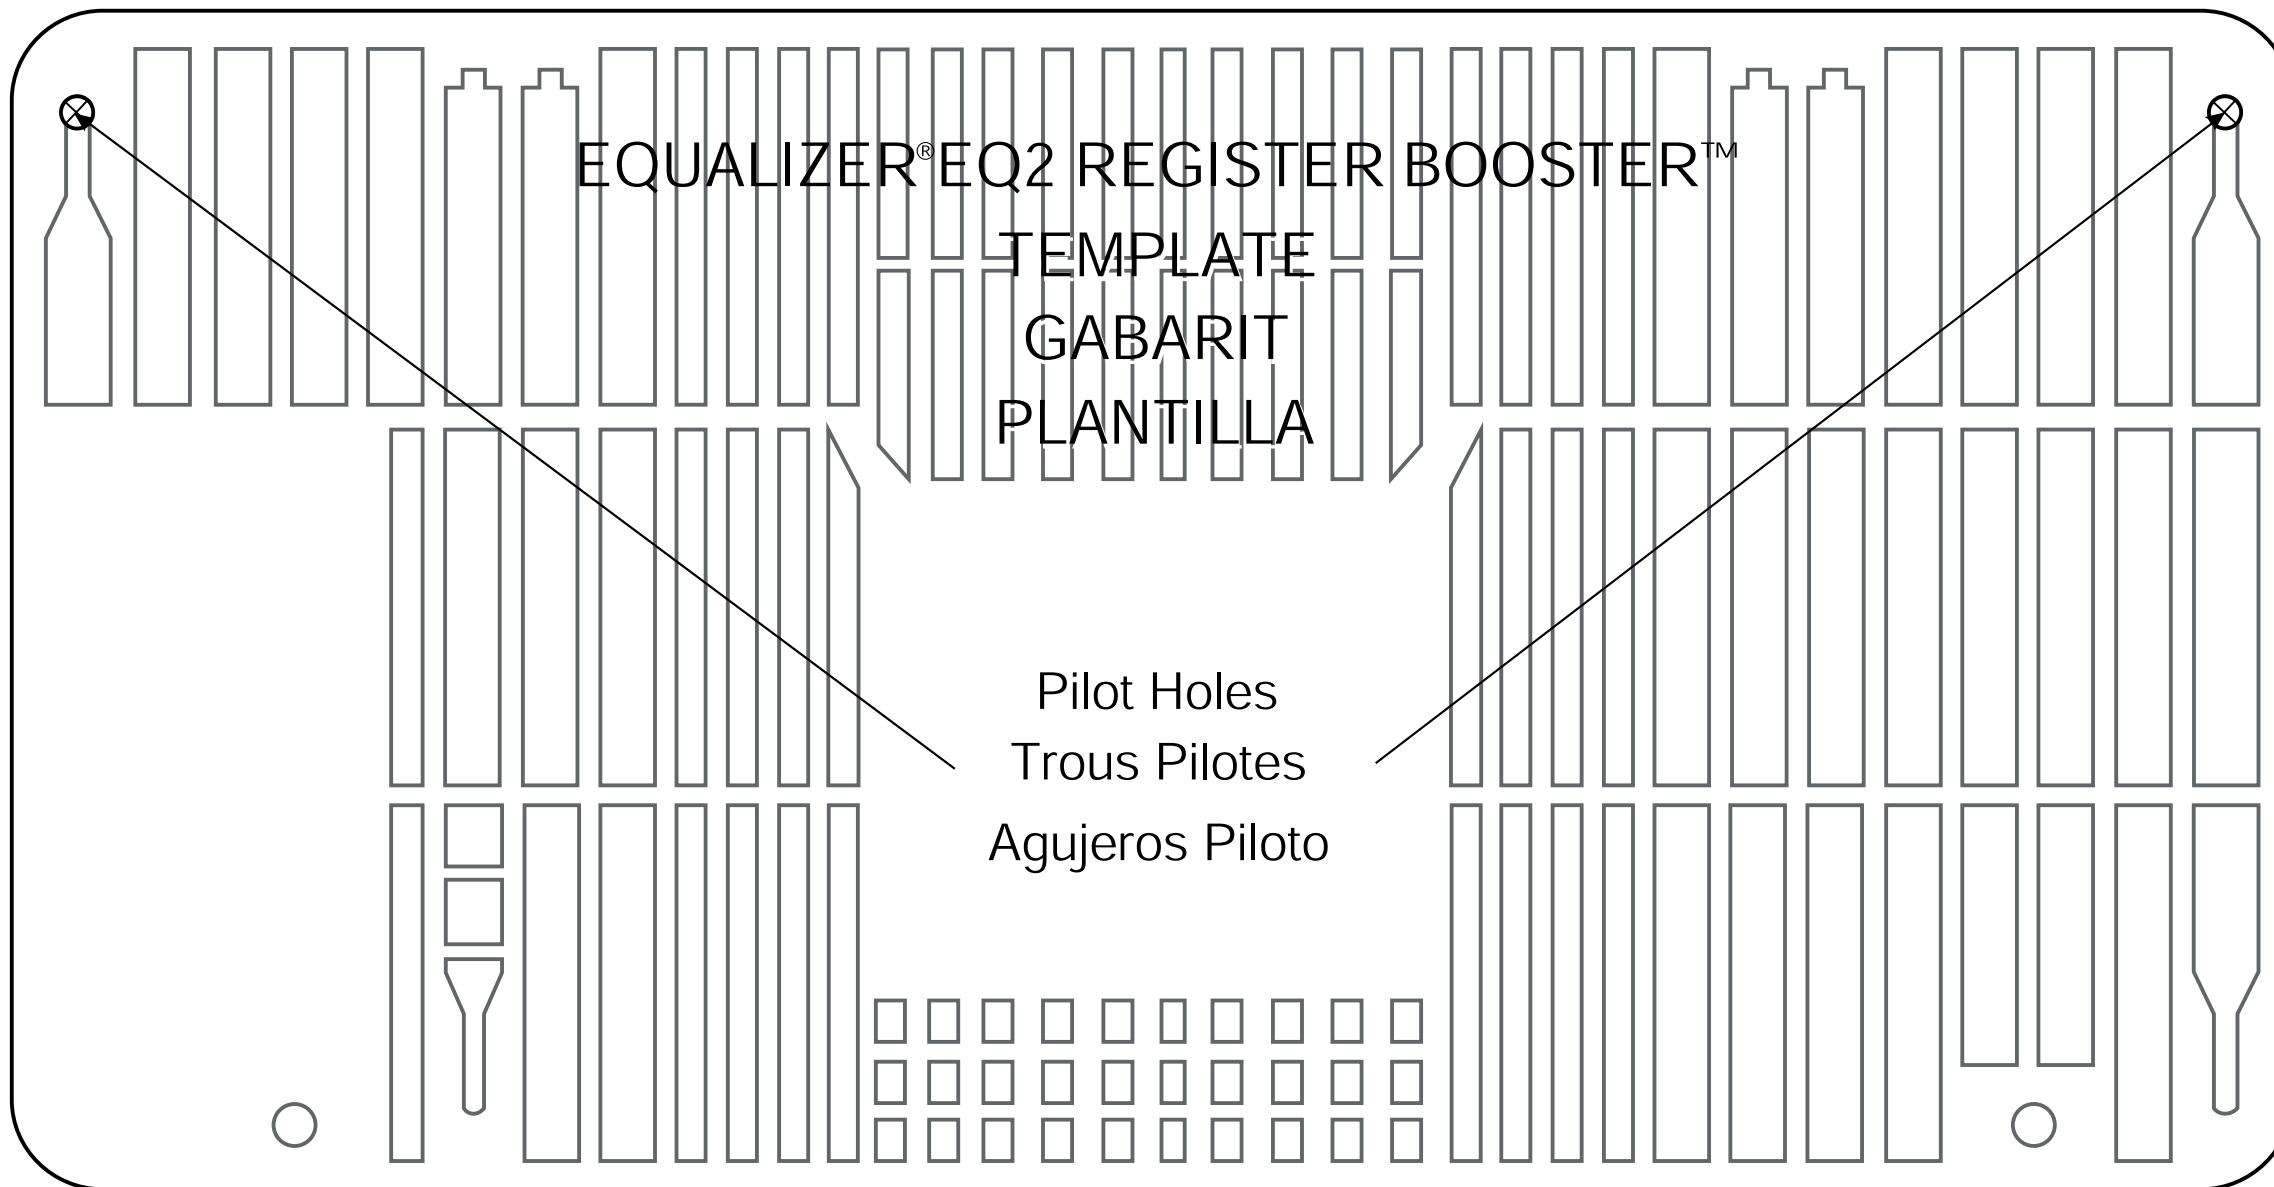 EQUALIZER® EQ2 REGISTER BOOSTER™
TEMPLATE
GABARIT
PLANTILLA
Pilot Holes
Trous Pilotes
Agujeros Piloto